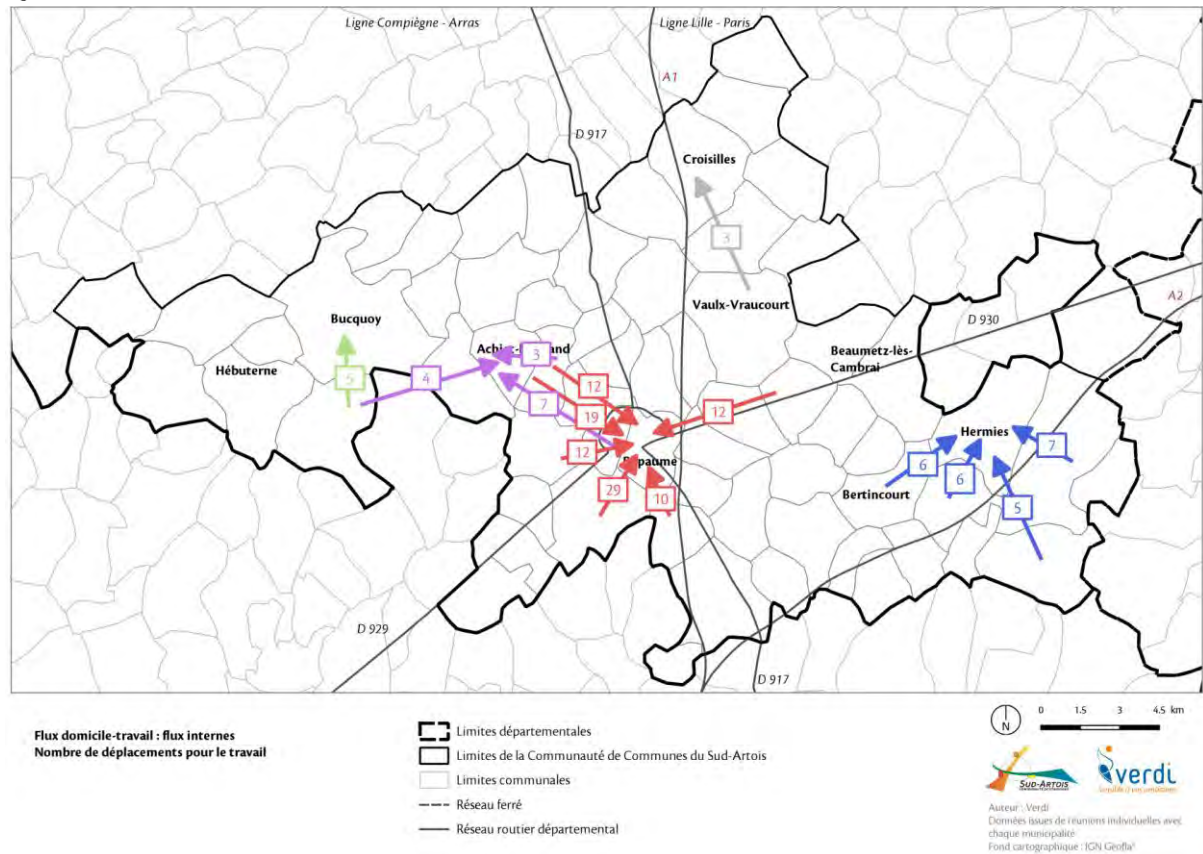 Ligne Compiègne - Arras
Ligne Lille - Paris
A1
D 917
Croisilles
3
Vaulx-Vraucourt
A2
D 930
Bucquoy
Beaumetz-lès-
Cambrai
3
Hébuterne
5
4
12
7
19
12
Hermies
12
7
6
6
29
10
Bertincourt
5
D 929
D 917
Flux domicile-travail : flux internes
Nombre de déplacements pour le travail
Limites départementales
Limites de la Communauté de Communes du Sud-Artois
Limites communales
Réseau ferré
Réseau routier départemental
N
0 1.5 3 4.5 km
SUD-ARTOIS
verdi
Auteur : Verdi
Données issues de réunions individuelles avec
chaque municipalité
Fond cartographique : IGN Géofla®